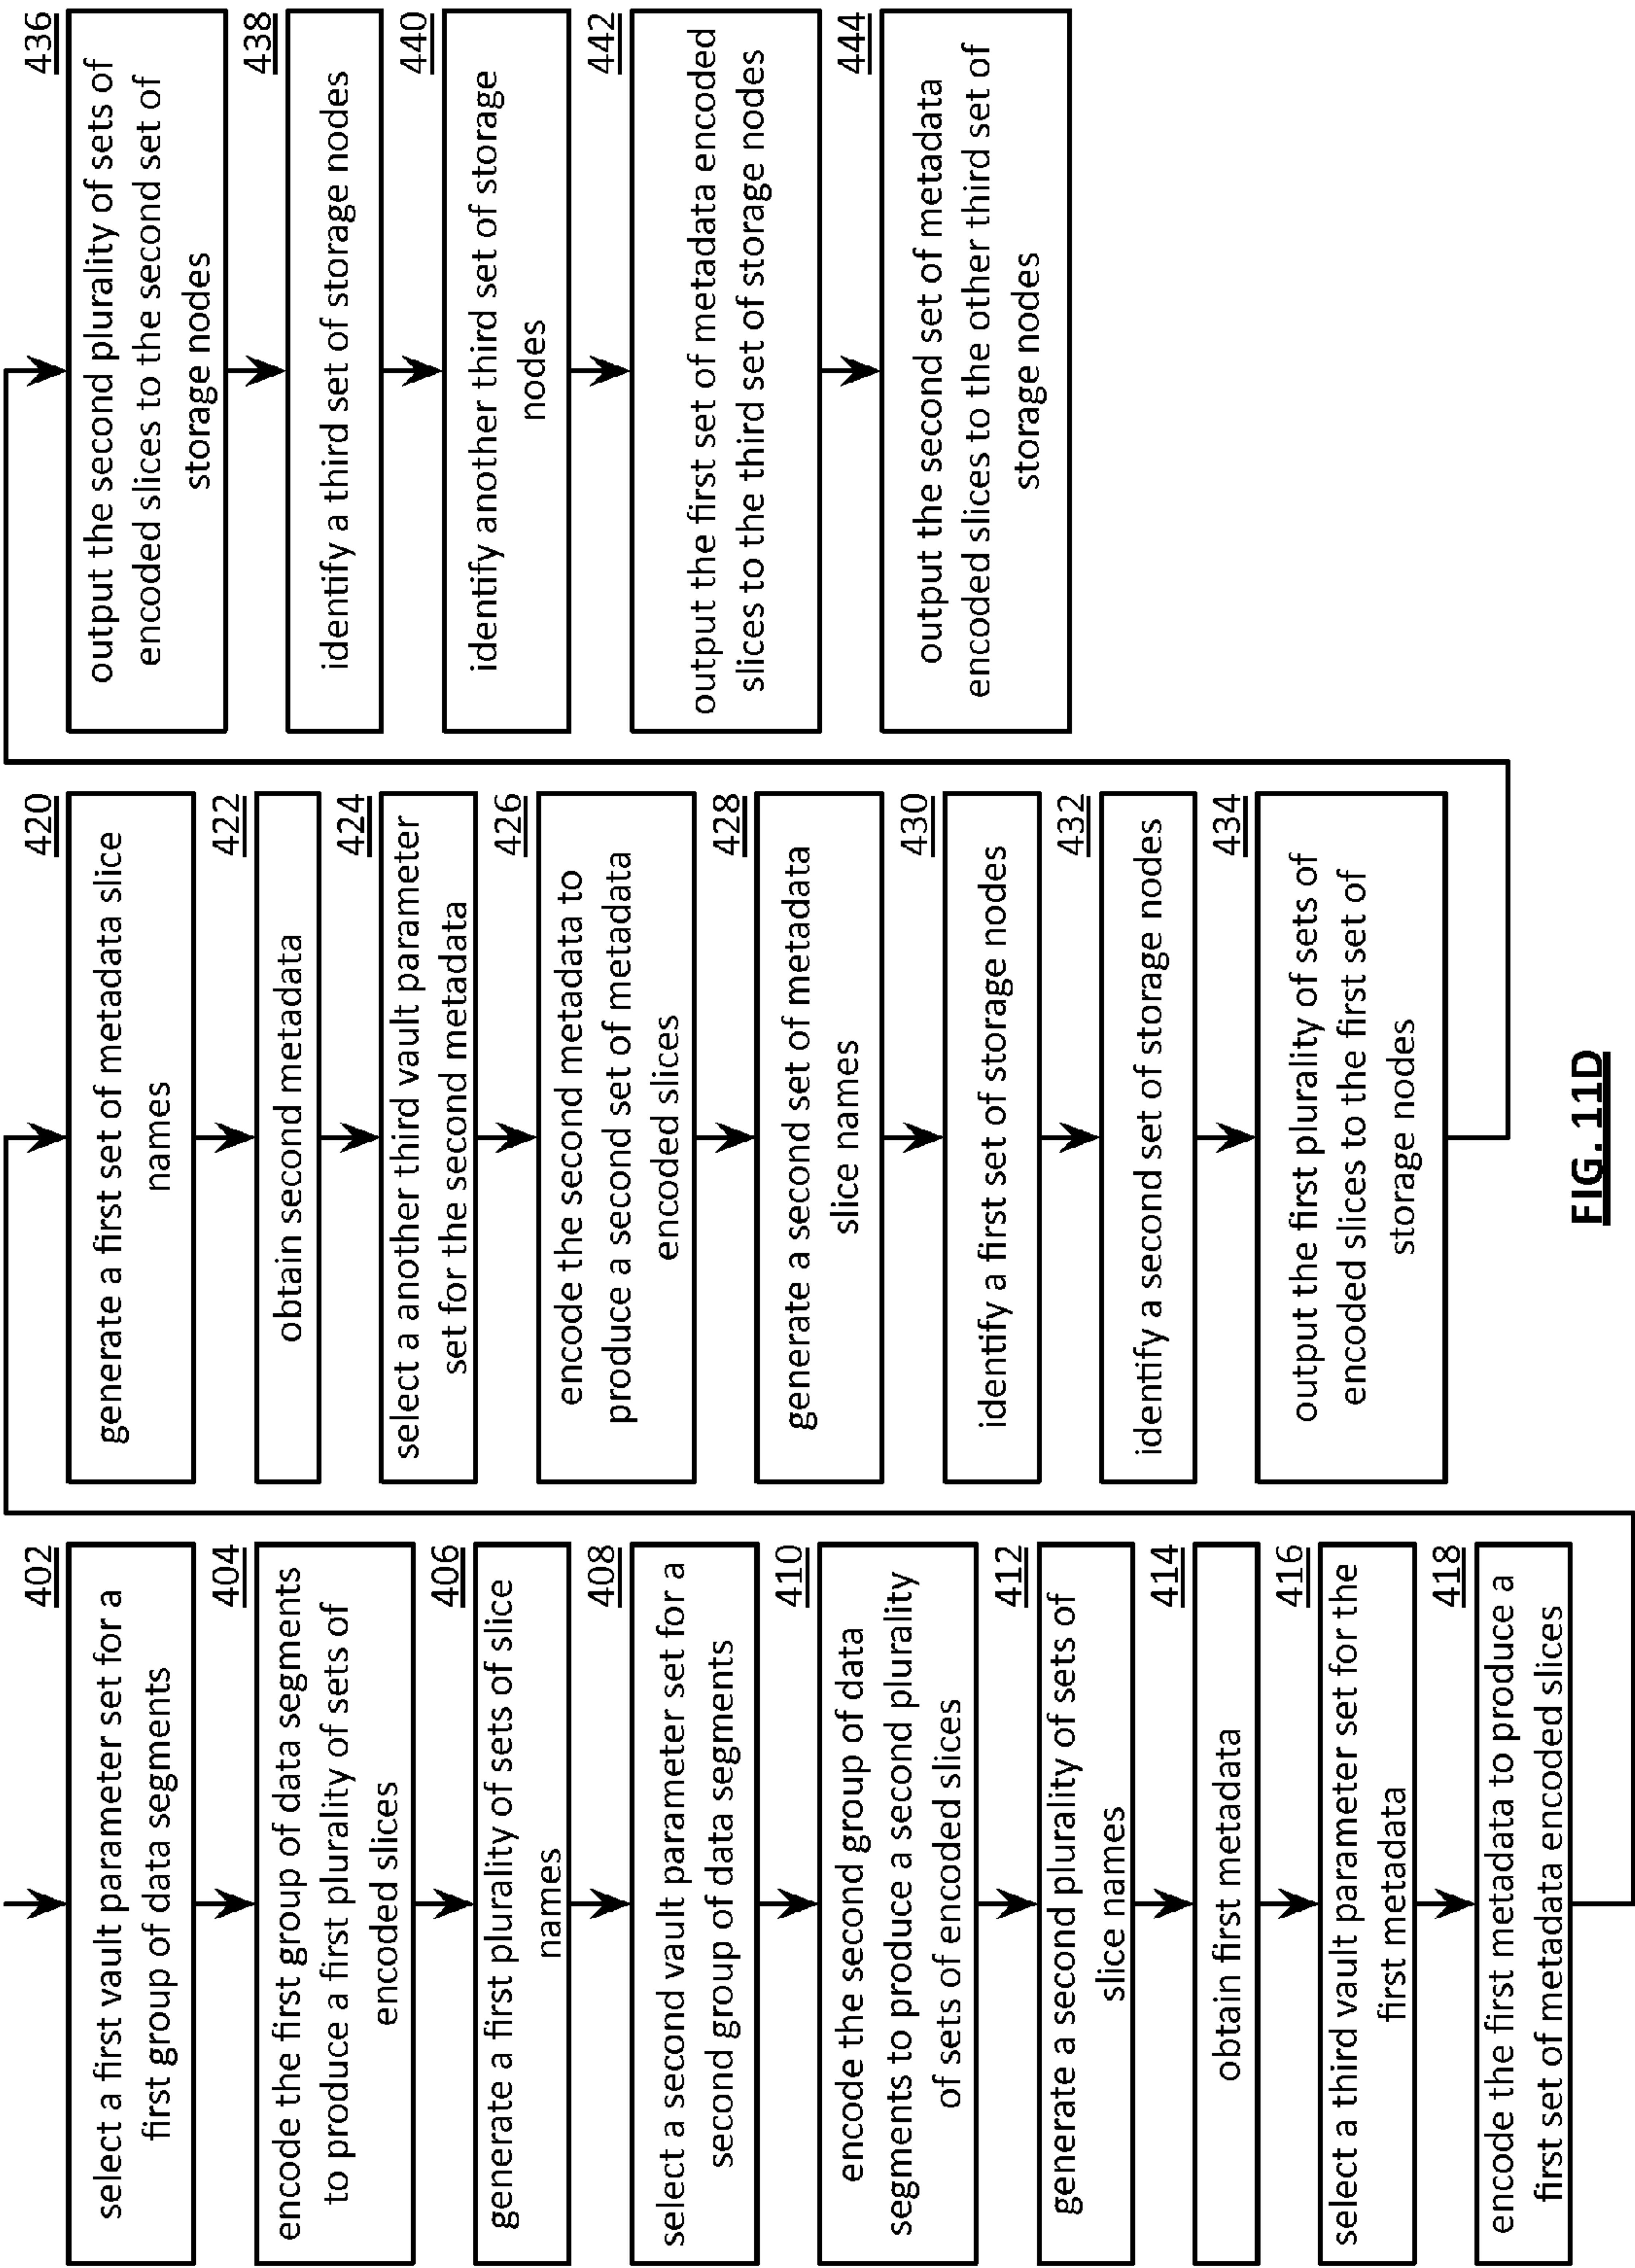 402
select a first vault parameter set for a
first group of data segments
404
encode the first group of data segments
to produce a first plurality of sets of
encoded slices
406
generate a first plurality of sets of slice
names
408
select a second vault parameter set for a
second group of data segments
410
encode the second group of data
segments to produce a second plurality
of sets of encoded slices
412
generate a second plurality of sets of
slice names
414
obtain first metadata
416
select a third vault parameter set for the
first metadata
418
encode the first metadata to produce a
first set of metadata encoded slices
420
generate a first set of metadata slice
names
422
obtain second metadata
424
select a another third vault parameter
set for the second metadata
426
encode the second metadata to
produce a second set of metadata
encoded slices
428
generate a second set of metadata
slice names
430
identify a first set of storage nodes
432
identify a second set of storage nodes
434
output the first plurality of sets of
encoded slices to the first set of
storage nodes
436
output the second plurality of sets of
encoded slices to the second set of
storage nodes
438
identify a third set of storage nodes
440
identify another third set of storage
nodes
442
output the first set of metadata encoded
slices to the third set of storage nodes
444
output the second set of metadata
encoded slices to the other third set of
storage nodes
FIG. 11D